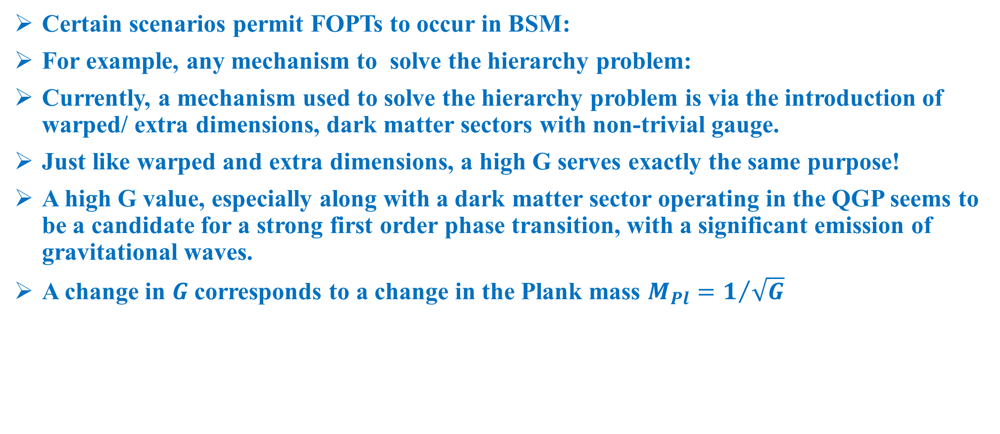 ➢ Certain scenarios permit FOPTs to occur in BSM:
➢ For example, any mechanism to  solve the hierarchy problem:
➢ Currently, a mechanism used to solve the hierarchy problem is via the introduction of
warped/ extra dimensions, dark matter sectors with non-trivial gauge.
➢ Just like warped and extra dimensions, a high G serves exactly the same purpose!
➢ A high G value, especially along with a dark matter sector operating in the QGP seems to
be a candidate for a strong first order phase transition, with a significant emission of
gravitational waves.
➢ A change in G corresponds to a change in the Plank mass M_{Pl} = 1/√G